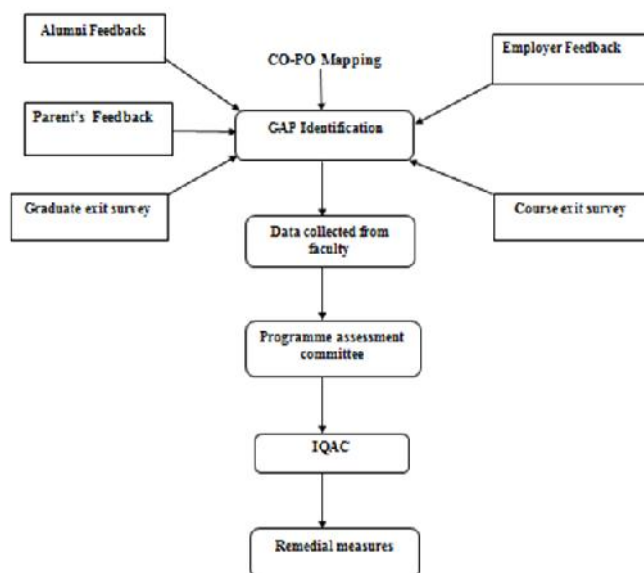 Alumni Feedback
CO-PO Mapping
Employer Feedback
Parent's Feedback
GAP Identification
Graduate exit survey
Course exit survey
Data collected from
faculty
Programme assessment
committee
IQAC
Remedial measures